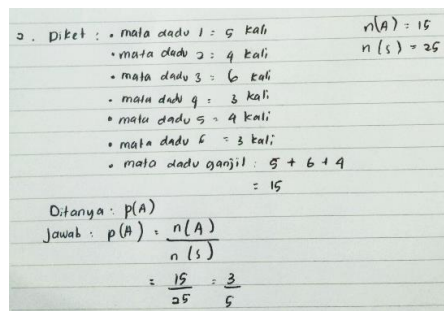 2. Diket : • mata dadu 1 = 5 kali
n(A) = 15
• mata dadu 2 = 4 kali
n(s) = 25
• mata dadu 3 = 6 kali
• mata dadu 4 = 3 kali
• mata dadu 5 = 4 kali
• mata dadu 6 = 3 kali
• mata dadu ganjil : 5 + 6 + 4
= 15
Ditanya : p(A)
Jawab : p(A) = n(A)
n(s)
= 15 = 3
25 5